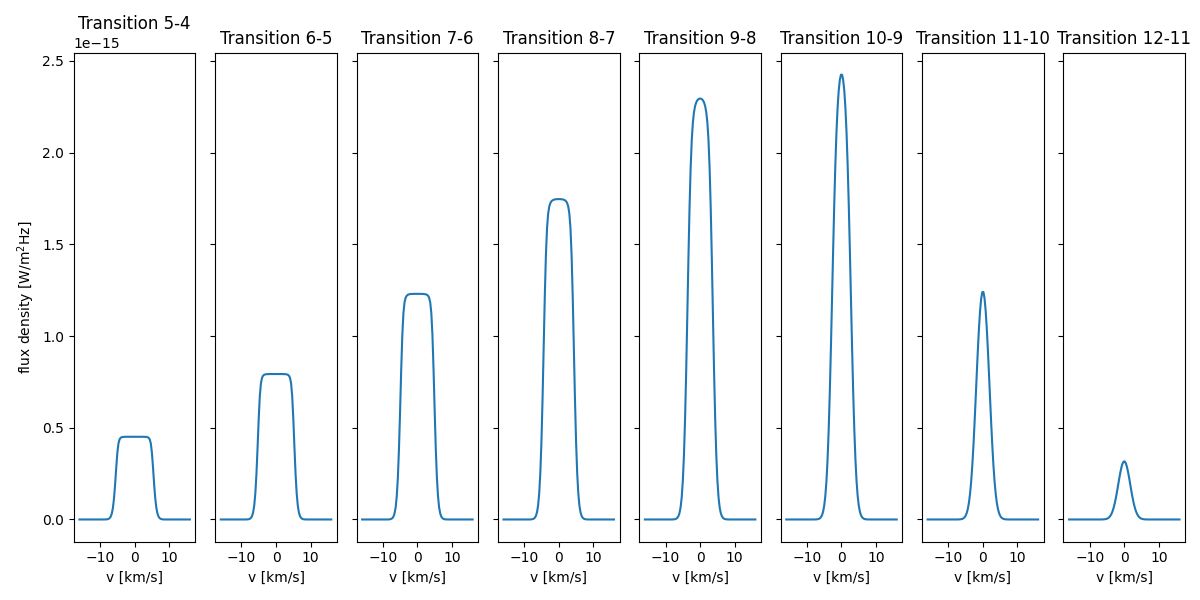 Transition 5-4
Transition 6-5
Transition 7-6
Transition 8-7
Transition 9-8
Transition 10-9
Transition 11-10
Transition 12-11
1e−15
2.5
2.0
1.5
1.0
0.5
0.0
flux density [W/m²Hz]
−10 0 10
−10 0 10
−10 0 10
−10 0 10
−10 0 10
−10 0 10
−10 0 10
−10 0 10
v [km/s]
v [km/s]
v [km/s]
v [km/s]
v [km/s]
v [km/s]
v [km/s]
v [km/s]